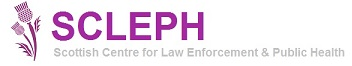 SCLEPH
Scottish Centre for Law Enforcement & Public Health